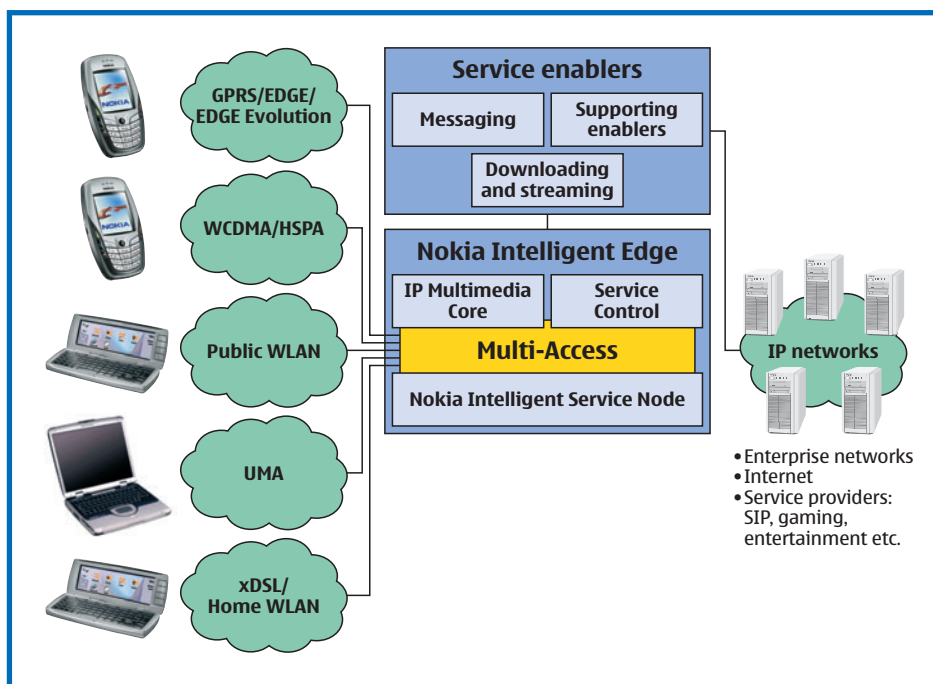 GPRS/EDGE/
EDGE Evolution
WCDMA/HSPA
Public WLAN
UMA
xDSL/
Home WLAN
Service enablers
Messaging
Supporting
enablers
Downloading
and streaming
Nokia Intelligent Edge
IP Multimedia
Core
Service
Control
Multi-Access
Nokia Intelligent Service Node
IP networks
•Enterprise networks
•Internet
•Service providers:
SIP, gaming,
entertainment etc.
NOKIA
NOKIA